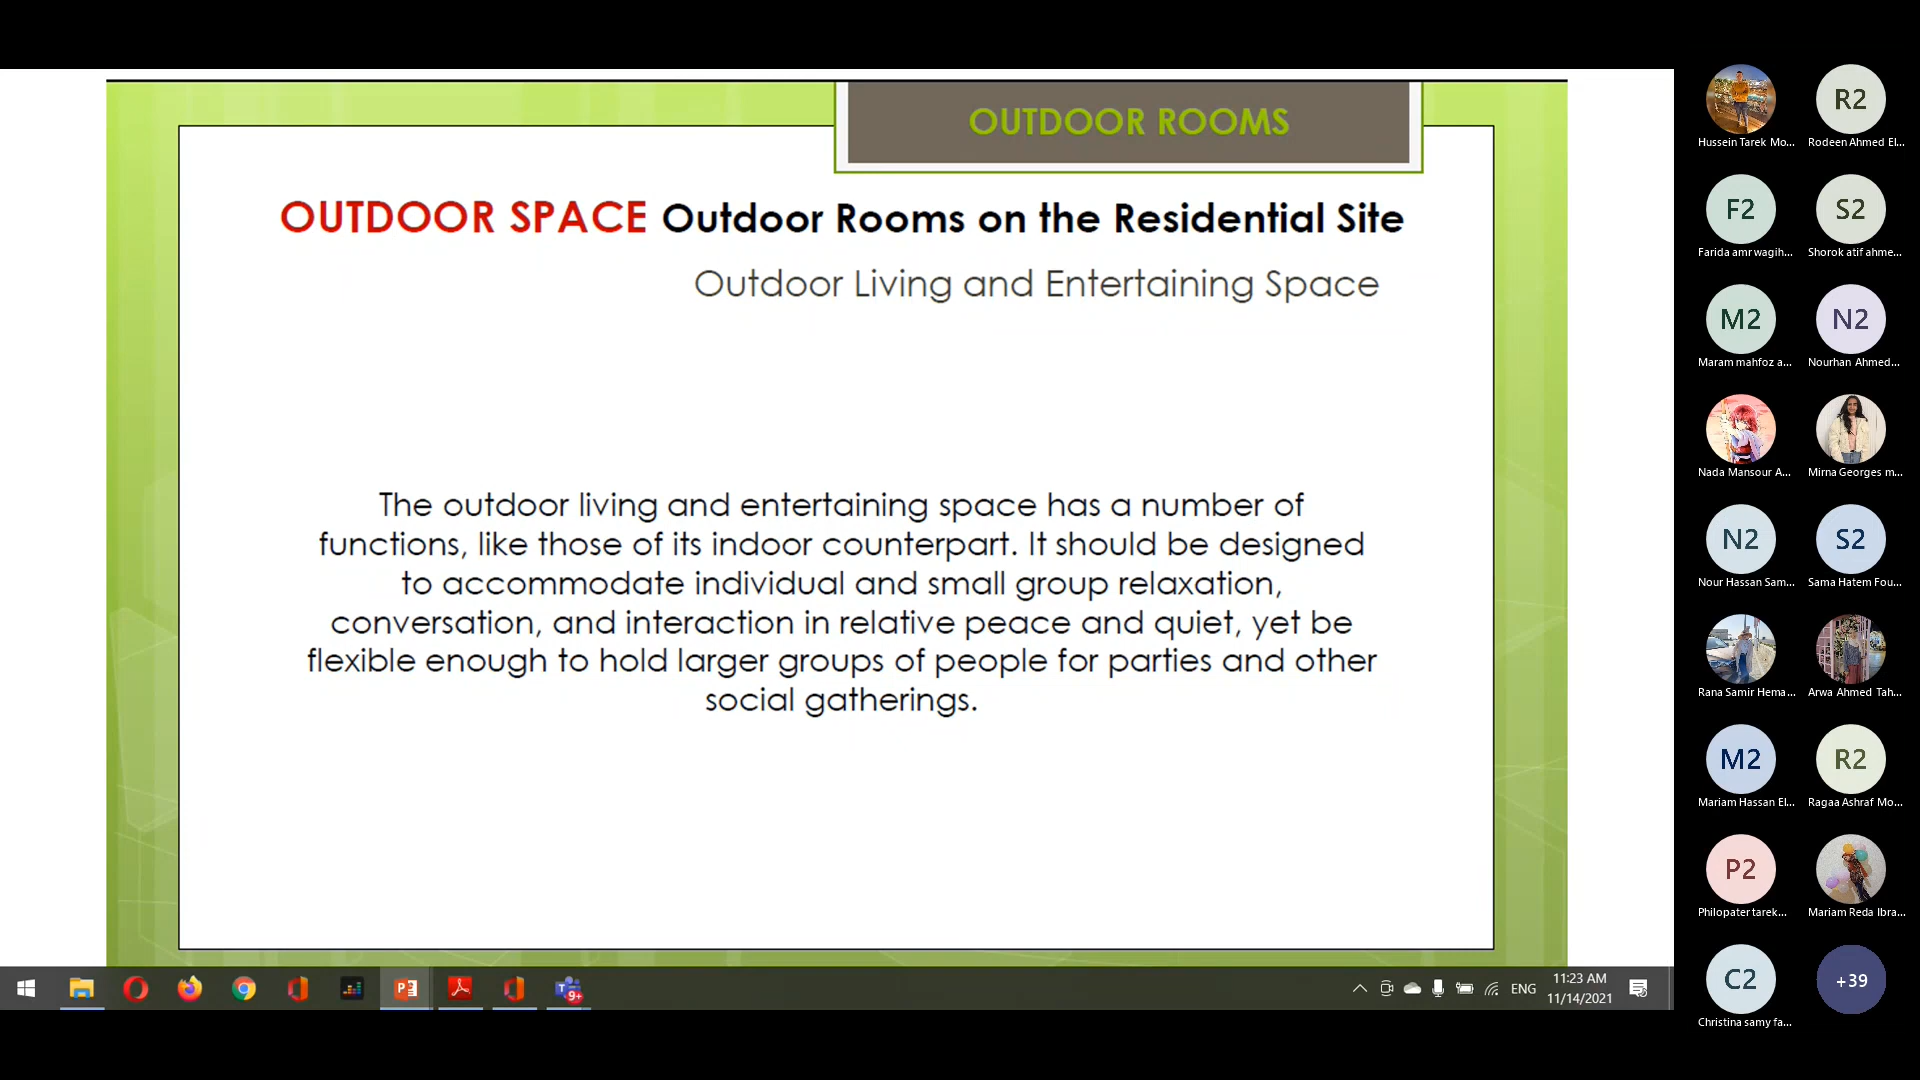 OUTDOOR ROOMS
OUTDOOR SPACE Outdoor Rooms on the Residential Site
Outdoor Living and Entertaining Space
The outdoor living and entertaining space has a number of
functions, like those of its indoor counterpart. It should be designed
to accommodate individual and small group relaxation,
conversation, and interaction in relative peace and quiet, yet be
flexible enough to hold larger groups of people for parties and other
social gatherings.
R2
Hussein Tarek Mo...
Rodeen Ahmed El...
F2
S2
Farida amr wagih...
Shorok atif ahme...
M2
N2
Maram mahfoz a...
Nourhan Ahmed...
Nada Mansour A...
Mirna Georges m...
N2
S2
Nour Hassan Sam...
Sama Hatem Fou...
Rana Samir Hema...
Arwa Ahmed Tah...
M2
R2
Mariam Hassan El...
Ragaa Ashraf Mo...
P2
Philopater tarek...
Mariam Reda Ibra...
C2
+39
Christina samy fa...
9+
ENG
11:23 AM
11/14/2021